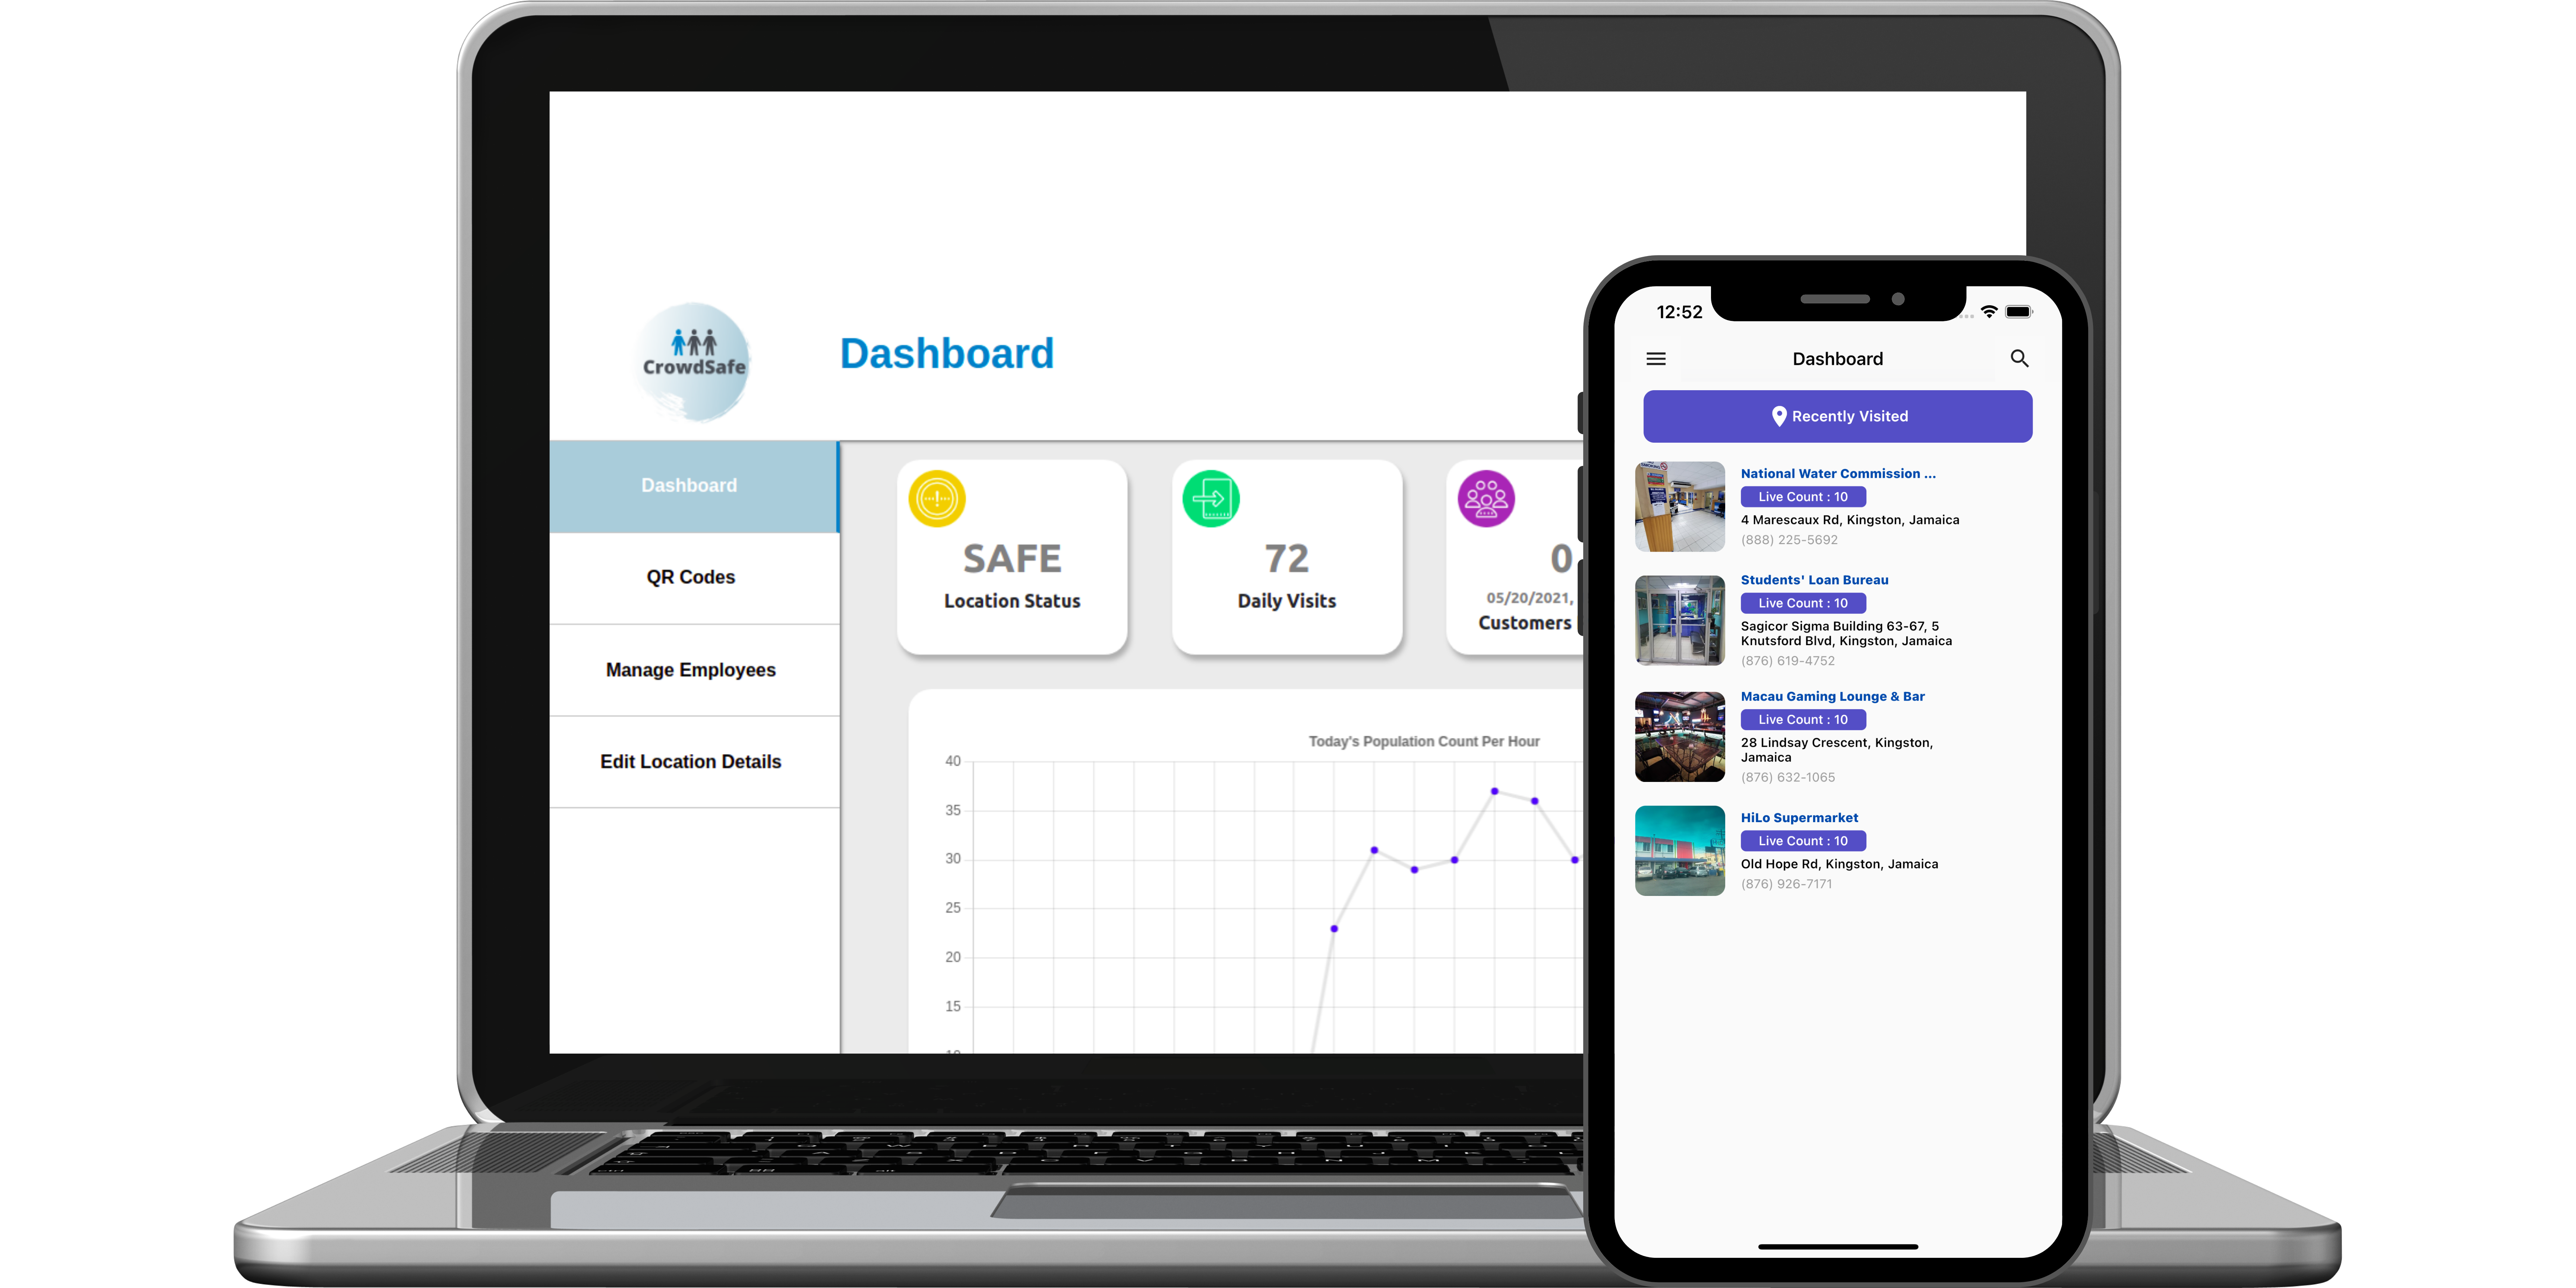 CrowdSafe
Dashboard
Dashboard
QR Codes
Manage Employees
Edit Location Details
SAFE
Location Status
72
Daily Visits
0
05/20/2021,
Customers
Today's Population Count Per Hour
40
35
30
25
20
15
12:52
Dashboard
Recently Visited
National Water Commission ...
Live Count : 10
4 Marescaux Rd, Kingston, Jamaica
(888) 225-5692
Students' Loan Bureau
Live Count : 10
Sagicor Sigma Building 63-67, 5
Knutsford Blvd, Kingston, Jamaica
(876) 619-4752
Macau Gaming Lounge & Bar
Live Count : 10
28 Lindsay Crescent, Kingston,
Jamaica
(876) 632-1065
HiLo Supermarket
Live Count : 10
Old Hope Rd, Kingston, Jamaica
(876) 926-7171